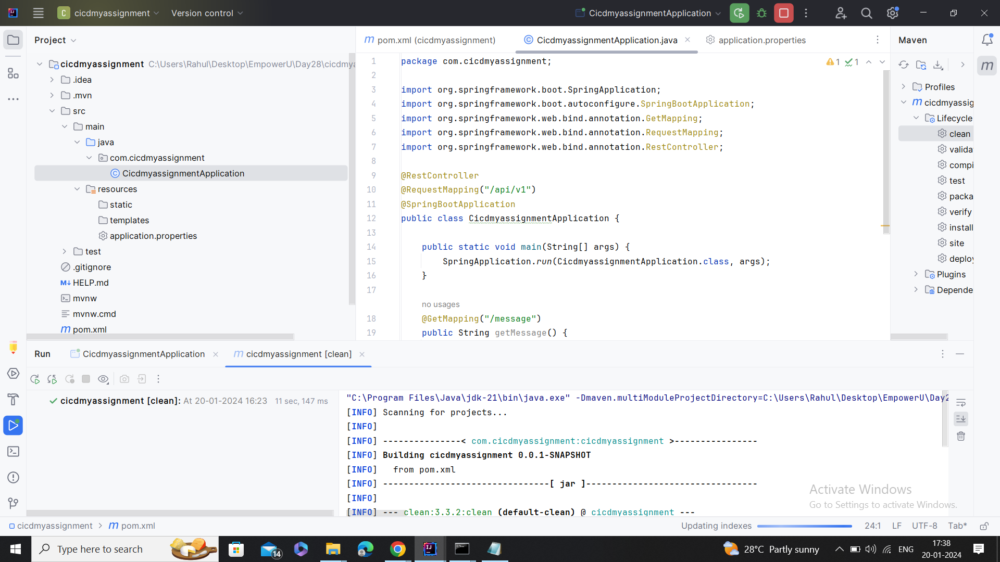 C cicdmyassignment Version control CicdmyassignmentApplication
Project
cicdmyassignment C:\Users\Rahul\Desktop\EmpowerU\Day28\cicdmya
.idea
.mvn
src
main
java
com.cicdmyassignment
CicdmyassignmentApplication
resources
static
templates
application.properties
test
.gitignore
M↓ HELP.md
mvnw
mvnw.cmd
m pom.xml
m pom.xml (cicdmyassignment) CicdmyassignmentApplication.java application.properties
1 package com.cicdmyassignment;
2
3 import org.springframework.boot.SpringApplication;
4 import org.springframework.boot.autoconfigure.SpringBootApplication;
5 import org.springframework.web.bind.annotation.GetMapping;
6 import org.springframework.web.bind.annotation.RequestMapping;
7 import org.springframework.web.bind.annotation.RestController;
8
9 @RestController
10 @RequestMapping("/api/v1")
11 @SpringBootApplication
12 public class CicdmyassignmentApplication {
13
14 public static void main(String[] args) {
15 SpringApplication.run(CicdmyassignmentApplication.class, args);
16 }
17
no usages
18 @GetMapping("/message")
19 public String getMessage() {
1 1
Maven
Profiles
m cicdmyassig
Lifecycle
clean
valida
compi
test
packa
verify
install
site
deploy
Plugins
Depende
m
Run CicdmyassignmentApplication m cicdmyassignment [clean]
cicdmyassignment [clean]: At 20-01-2024 16:23 11 sec, 147 ms
"C:\Program Files\Java\jdk-21\bin\java.exe" -Dmaven.multiModuleProjectDirectory=C:\Users\Rahul\Desktop\EmpowerU\Day2
[INFO] Scanning for projects...
[INFO]
[INFO] ---------------< com.cicdmyassignment:cicdmyassignment >----------------
[INFO] Building cicdmyassignment 0.0.1-SNAPSHOT
[INFO] from pom.xml
[INFO] --------------------------------[ jar ]---------------------------------
[INFO]
[INFO] --- clean:3.3.2:clean (default-clean) @ cicdmyassignment ---
Activate Windows
Go to Settings to activate Windows.
cicdmyassignment > m pom.xml Updating indexes 24:1 LF UTF-8 Tab*
Type here to search 14 28°C Partly sunny ENG 17:38
20-01-2024